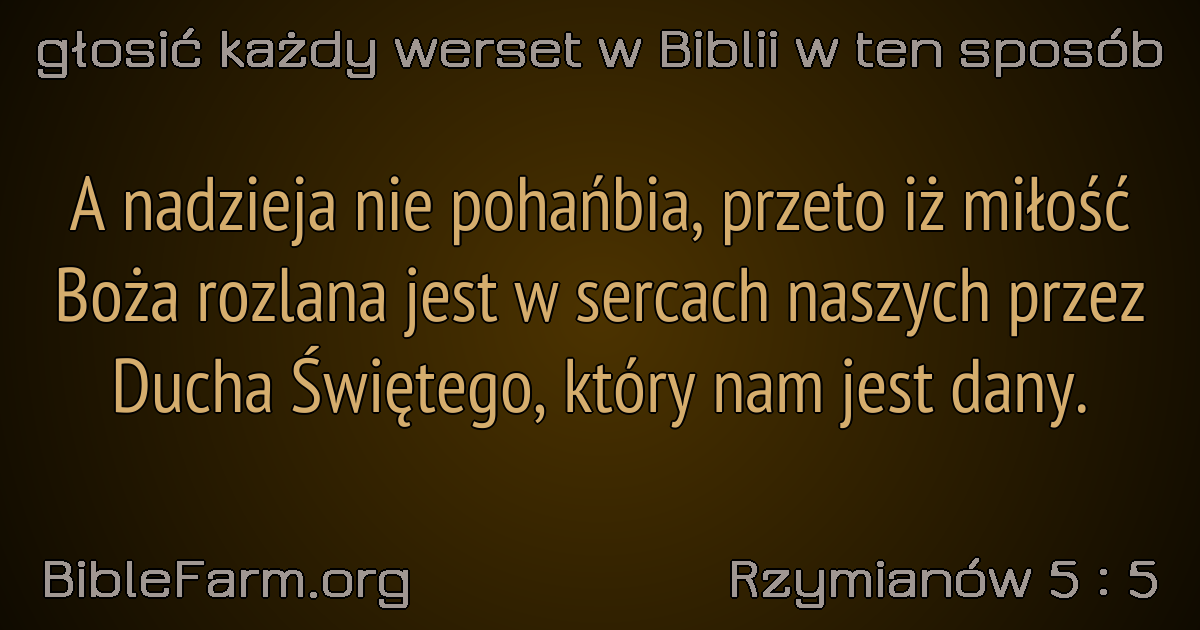 głosić każdy werset w Biblii w ten sposób
A nadzieja nie pohańbia, przeto iż miłość
Boża rozlana jest w sercach naszych przez
Ducha Świętego, który nam jest dany.
BibleFarm.org
Rzymianów 5 : 5